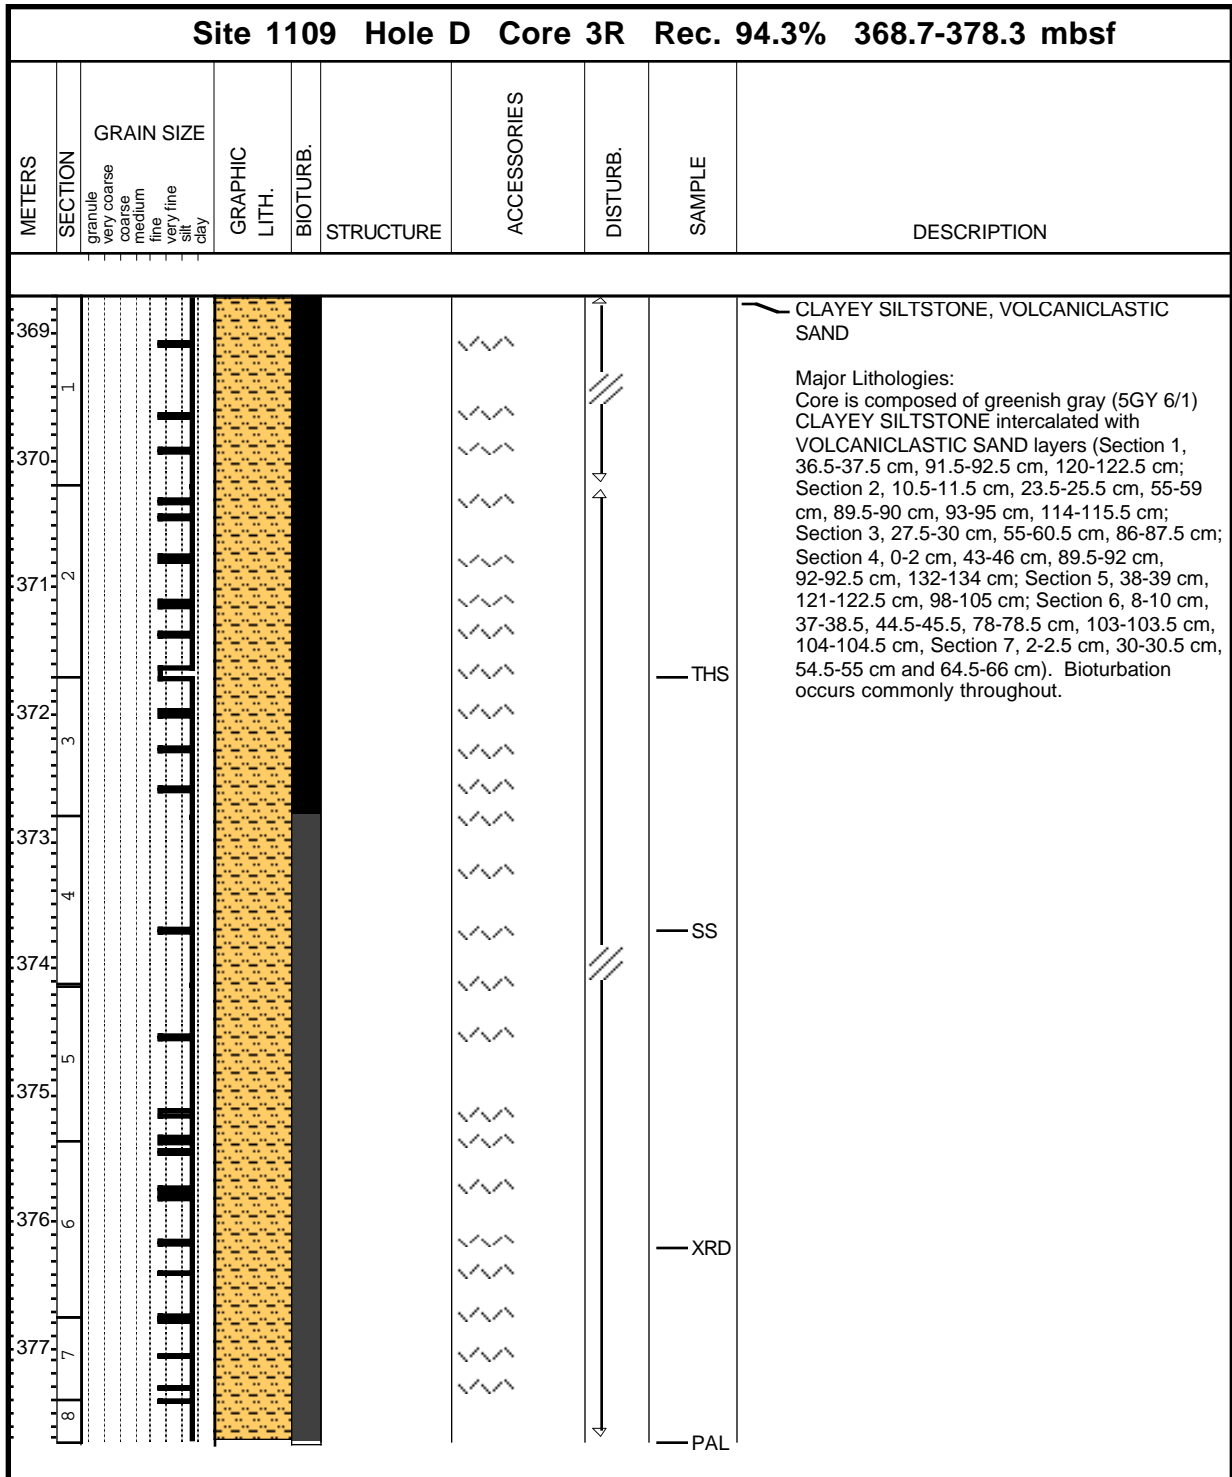 Site 1109 Hole D Core 3R Rec. 94.3% 368.7-378.3 mbsf
METERS
SECTION
GRAIN SIZE
granule
very coarse
coarse
medium
fine
very fine
silt
clay
GRAPHIC
LITH.
BIOTURB.
STRUCTURE
ACCESSORIES
DISTURB.
SAMPLE
DESCRIPTION
369
370
371
372
373
374
375
376
377
1
2
3
4
5
6
7
8
THS
SS
XRD
PAL
CLAYEY SILTSTONE, VOLCANICLASTIC
SAND
Major Lithologies:
Core is composed of greenish gray (5GY 6/1)
CLAYEY SILTSTONE intercalated with
VOLCANICLASTIC SAND layers (Section 1,
36.5-37.5 cm, 91.5-92.5 cm, 120-122.5 cm;
Section 2, 10.5-11.5 cm, 23.5-25.5 cm, 55-59
cm, 89.5-90 cm, 93-95 cm, 114-115.5 cm;
Section 3, 27.5-30 cm, 55-60.5 cm, 86-87.5 cm;
Section 4, 0-2 cm, 43-46 cm, 89.5-92 cm,
92-92.5 cm, 132-134 cm; Section 5, 38-39 cm,
121-122.5 cm, 98-105 cm; Section 6, 8-10 cm,
37-38.5, 44.5-45.5, 78-78.5 cm, 103-103.5 cm,
104-104.5 cm, Section 7, 2-2.5 cm, 30-30.5 cm,
54.5-55 cm and 64.5-66 cm). Bioturbation
occurs commonly throughout.